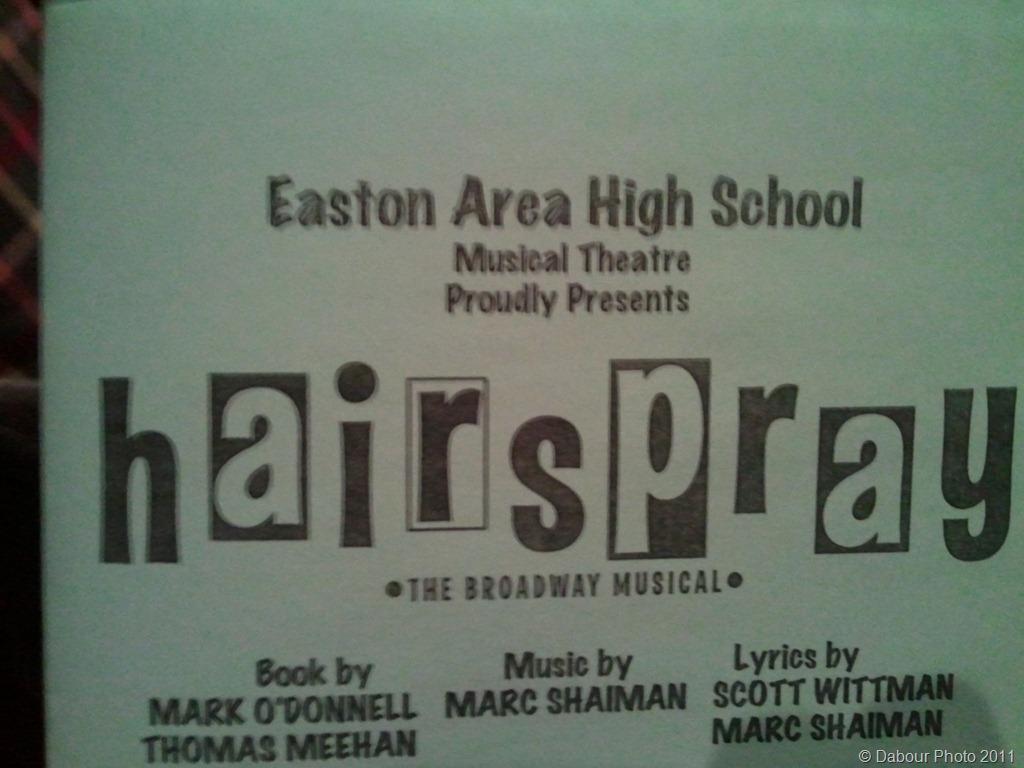 Easton Area High School
Musical Theatre
Proudly Presents
hairspray
•THE BROADWAY MUSICAL•
Book by
MARK O'DONNELL
THOMAS MEEHAN
Music by
MARC SHAIMAN
Lyrics by
SCOTT WITTMAN
MARC SHAIMAN
© Dabour Photo 2011